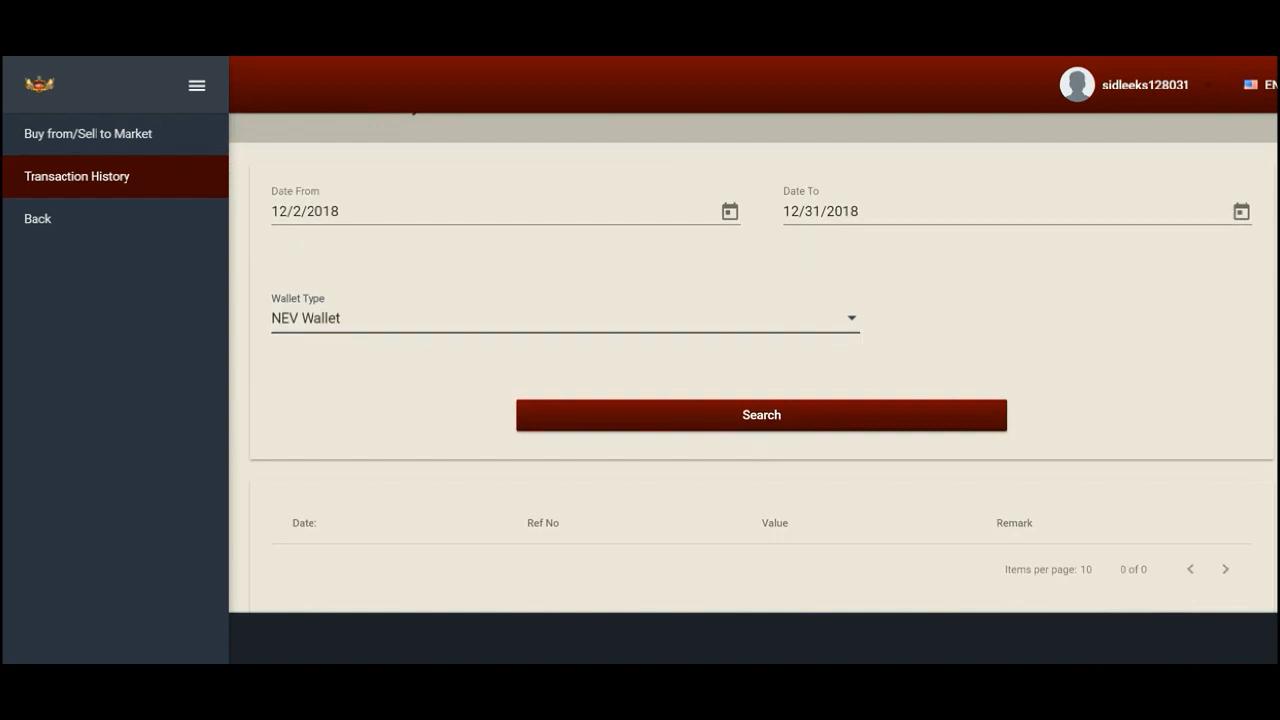 sidleeks128031
EN
Buy from/Sell to Market
Transaction History
Back
Date From
12/2/2018
Date To
12/31/2018
Wallet Type
NEV Wallet
Search
Date: Ref No Value Remark
Items per page: 10 0 of 0